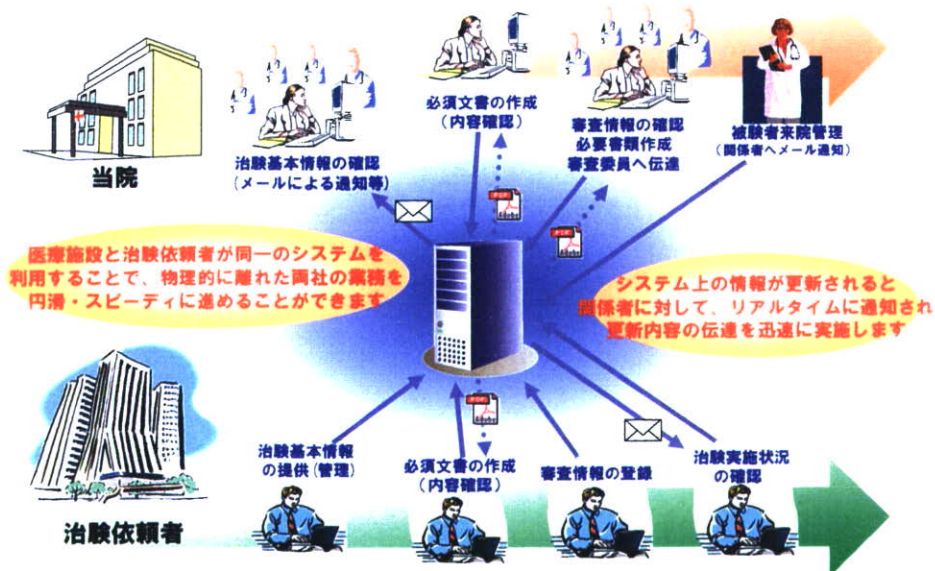 当院
治験基本情報の確認
(メールによる通知等)
必須文書の作成
(内容確認)
審査情報の確認
必要書類作成
審査委員へ伝達
被験者来院管理
(関係者へメール通知)
PDF
PDF
医療施設と治験依頼者が同一のシステムを
利用することで、物理的に離れた両社の業務を
円滑・スピーディに進めることができます
システム上の情報が更新されると
関係者に対して、リアルタイムに通知され
更新内容の伝達を迅速に実施します
PDF
治験依頼者
治験基本情報
の提供(管理)
必須文書の作成
(内容確認)
審査情報の登録
治験実施状況
の確認